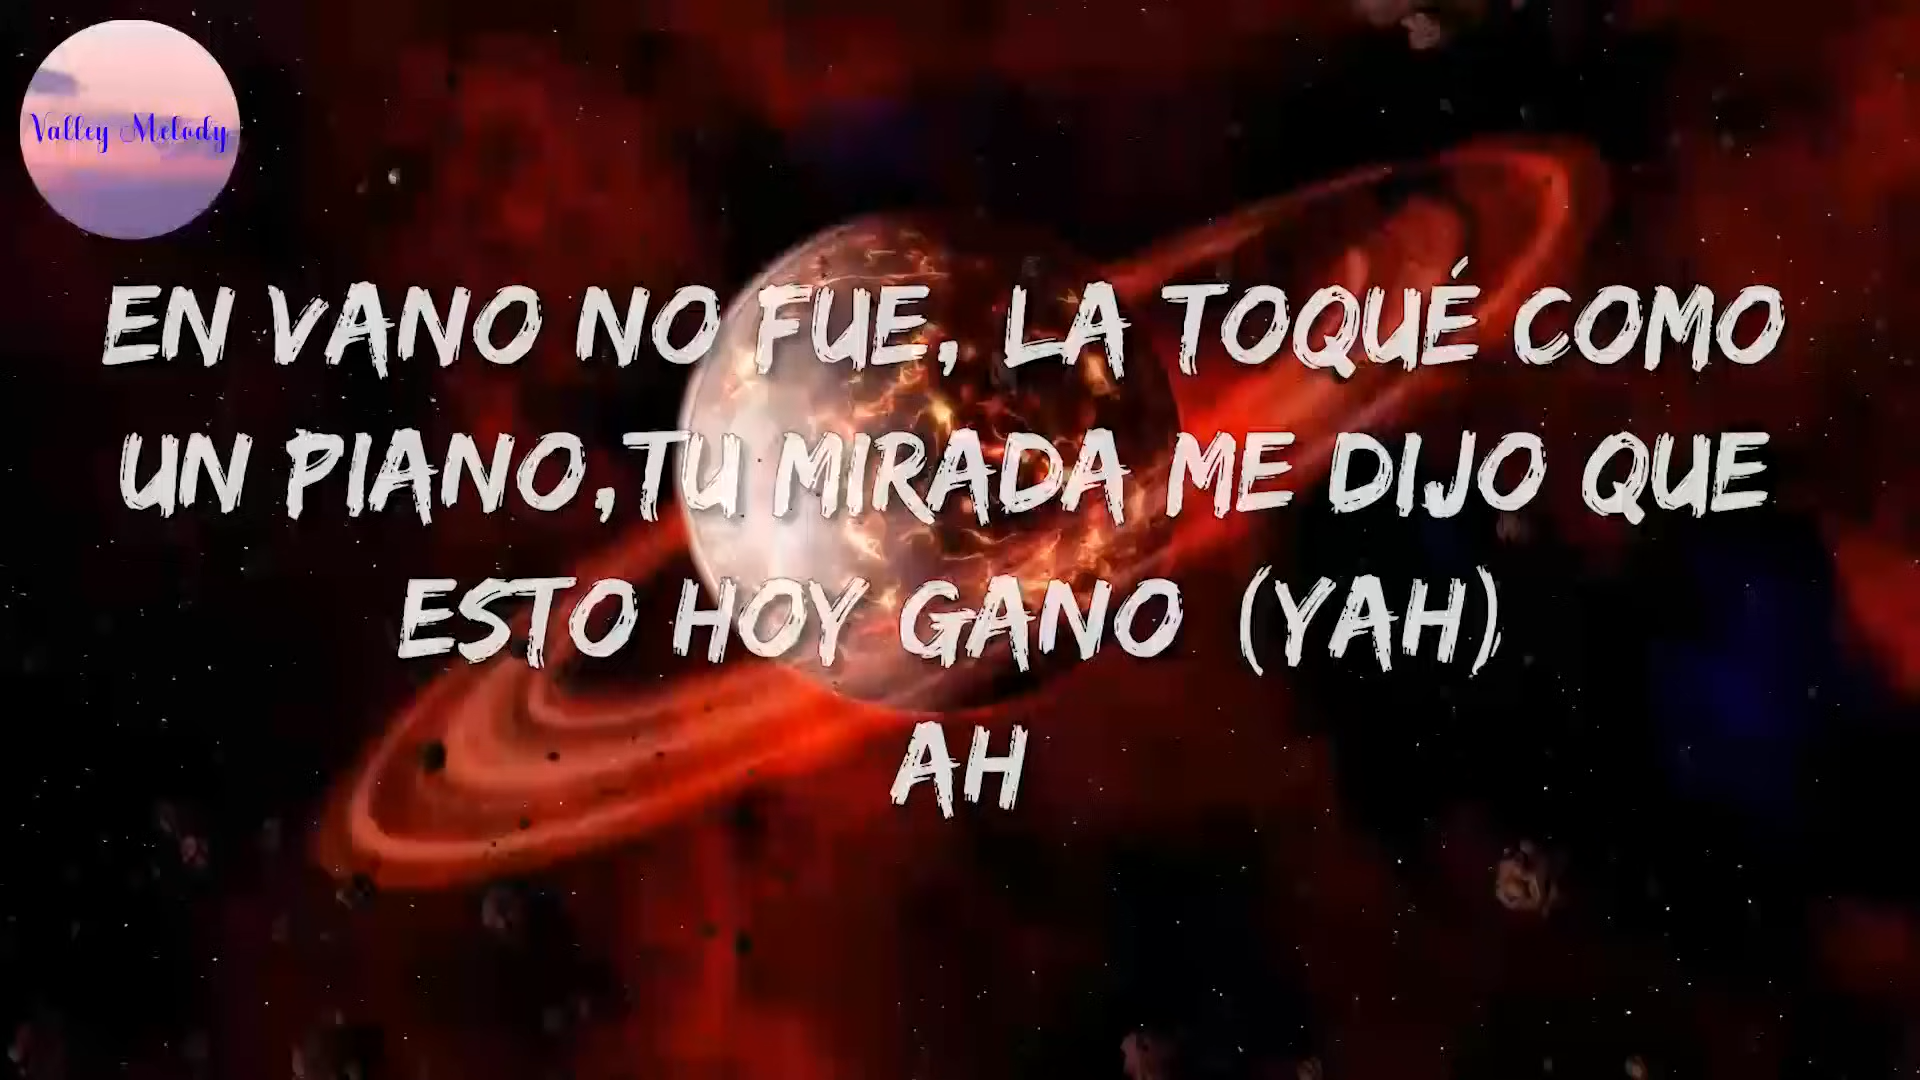 Valley Melody
EN VANO NO FUE, LA TOQUÉ COMO
UN PIANO,TU MIRADA ME DIJO QUE
ESTO HOY GANO (YAH)
AH